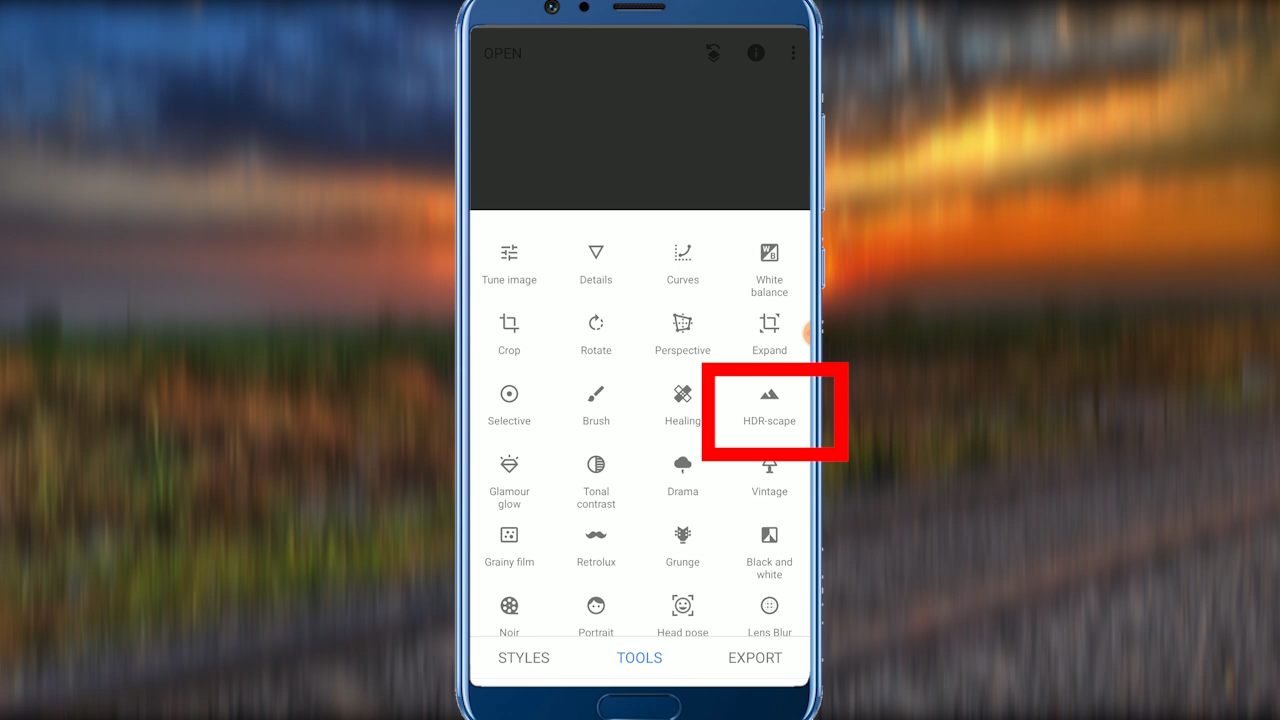 OPEN
Tune image
Details
Curves
White
balance
Crop
Rotate
Perspective
Expand
Selective
Brush
Healing
HDR-scape
Glamour
glow
Tonal
contrast
Drama
Vintage
Grainy film
Retrolux
Grunge
Black and
white
Noir
Portrait
Head pose
Lens Blur
STYLES
TOOLS
EXPORT